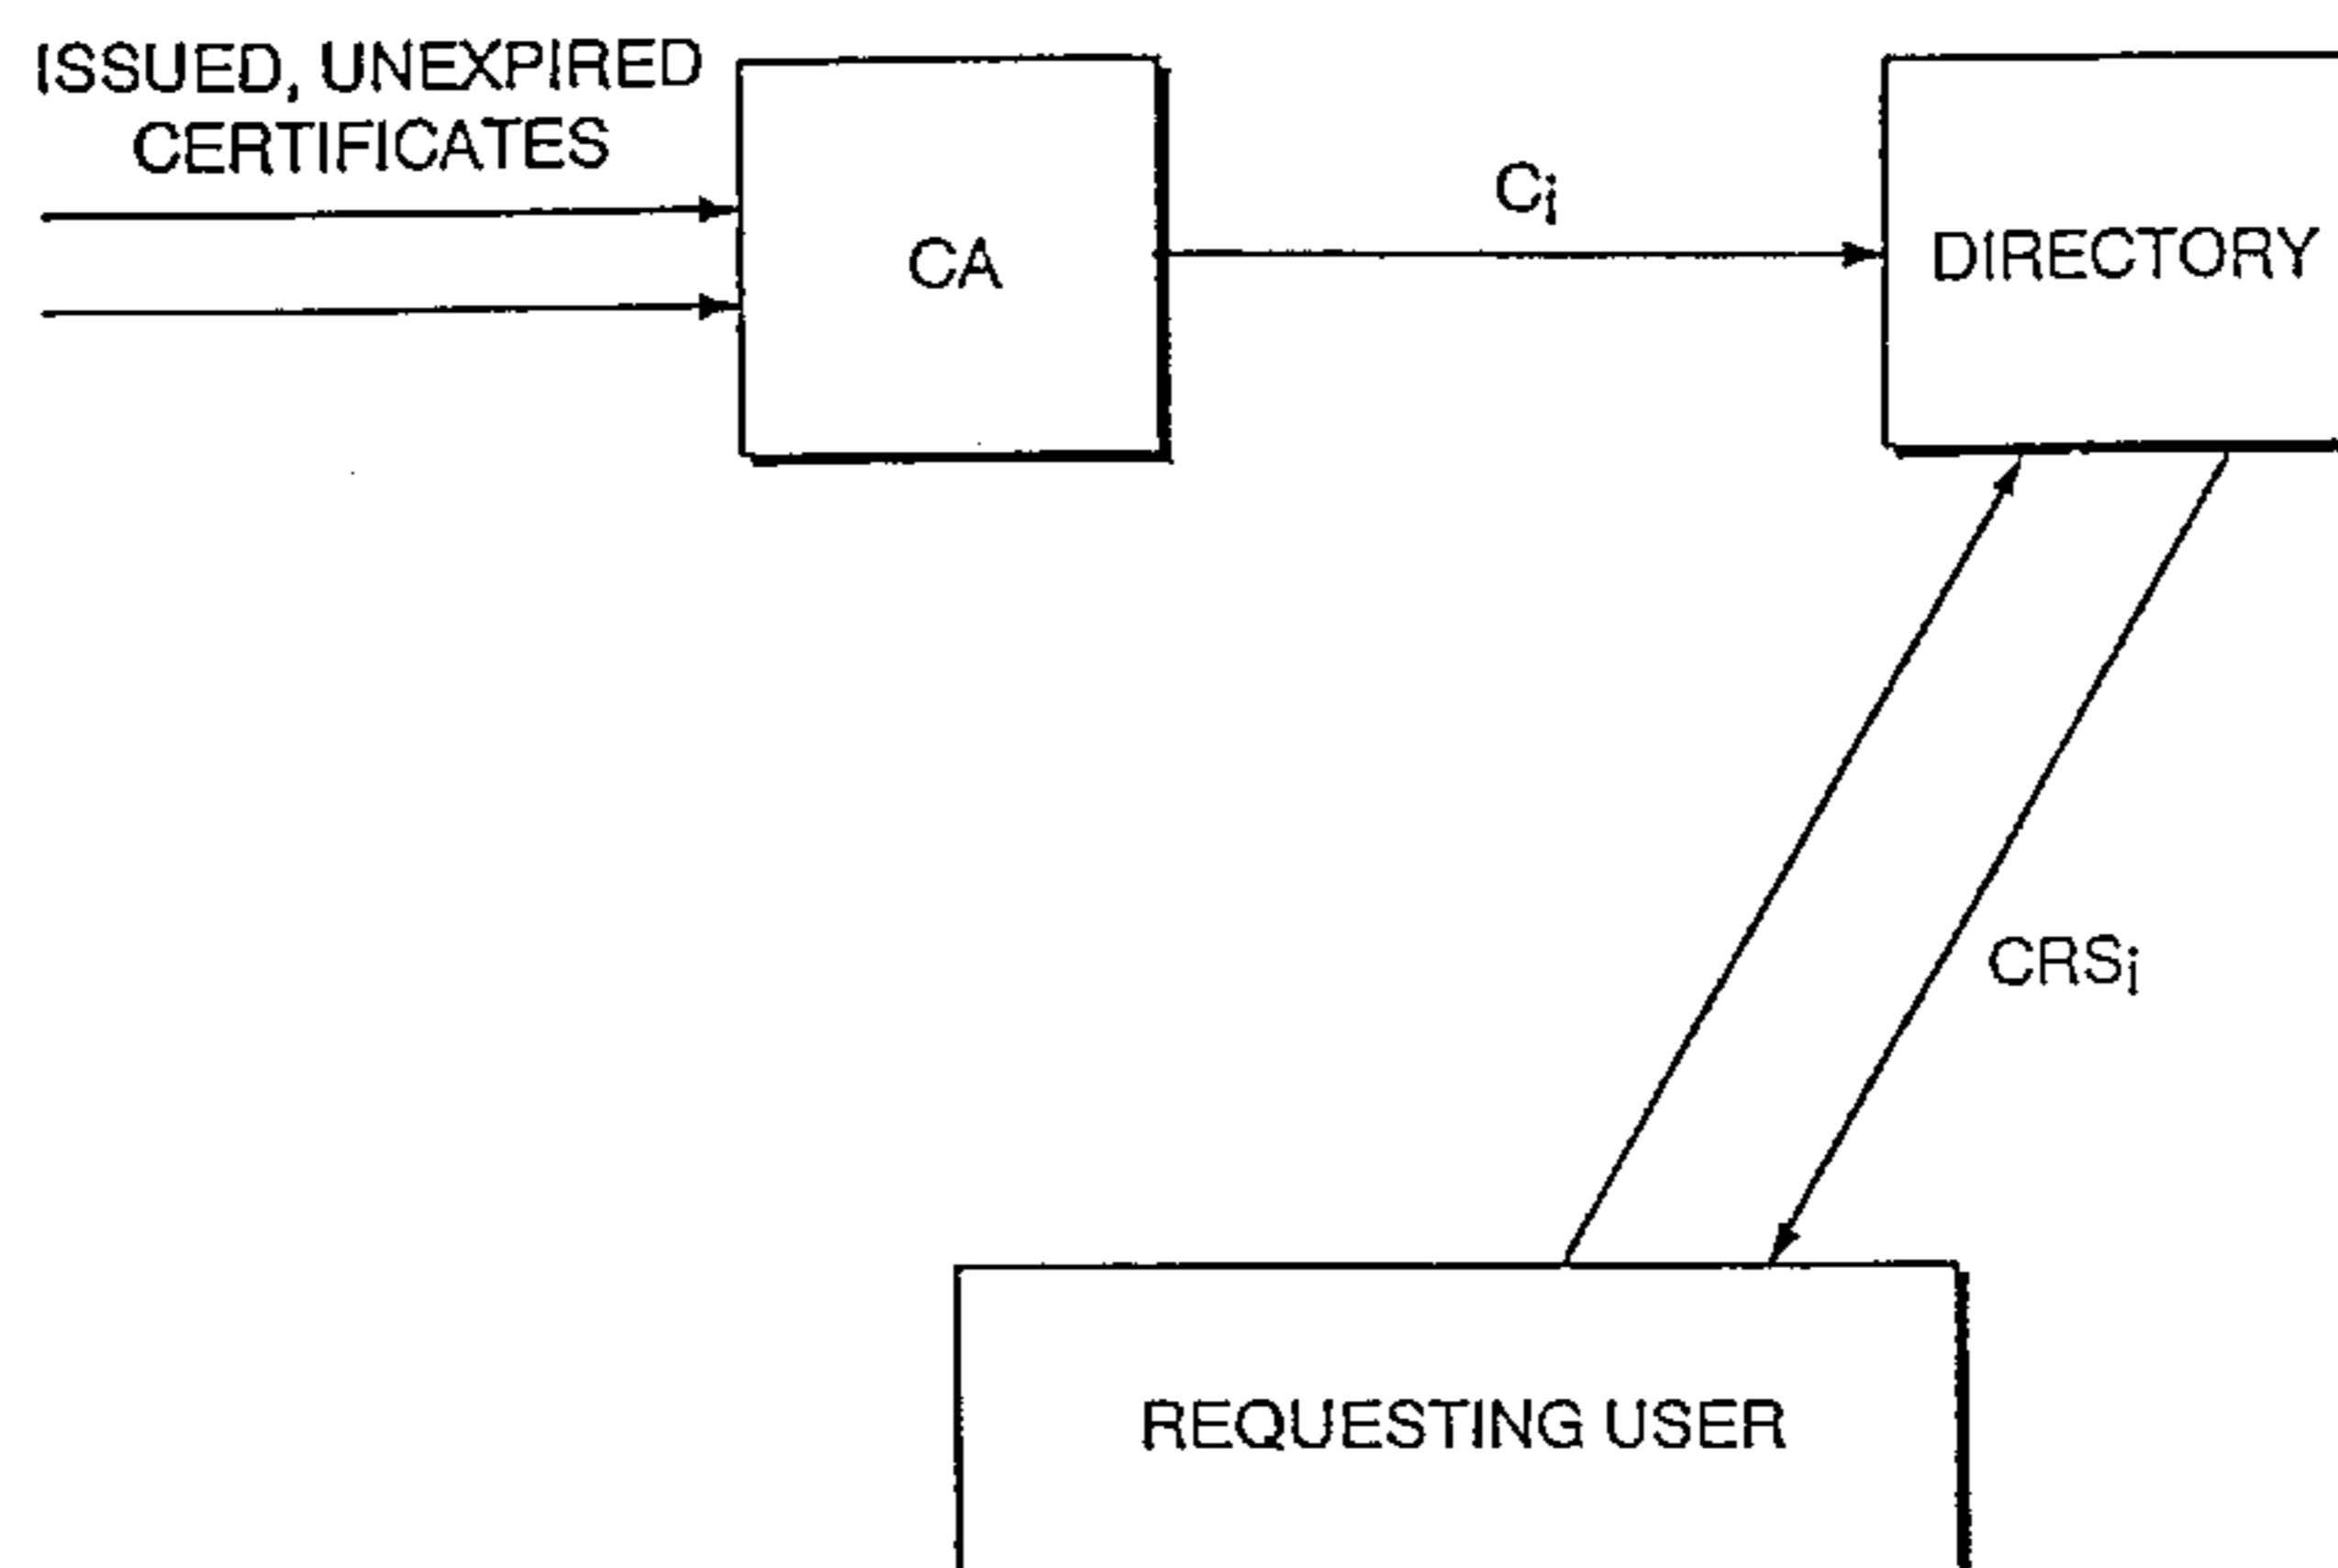 ISSUED, UNEXPIRED
CERTIFICATES
CA
Ci
DIRECTORY
CRSi
REQUESTING USER